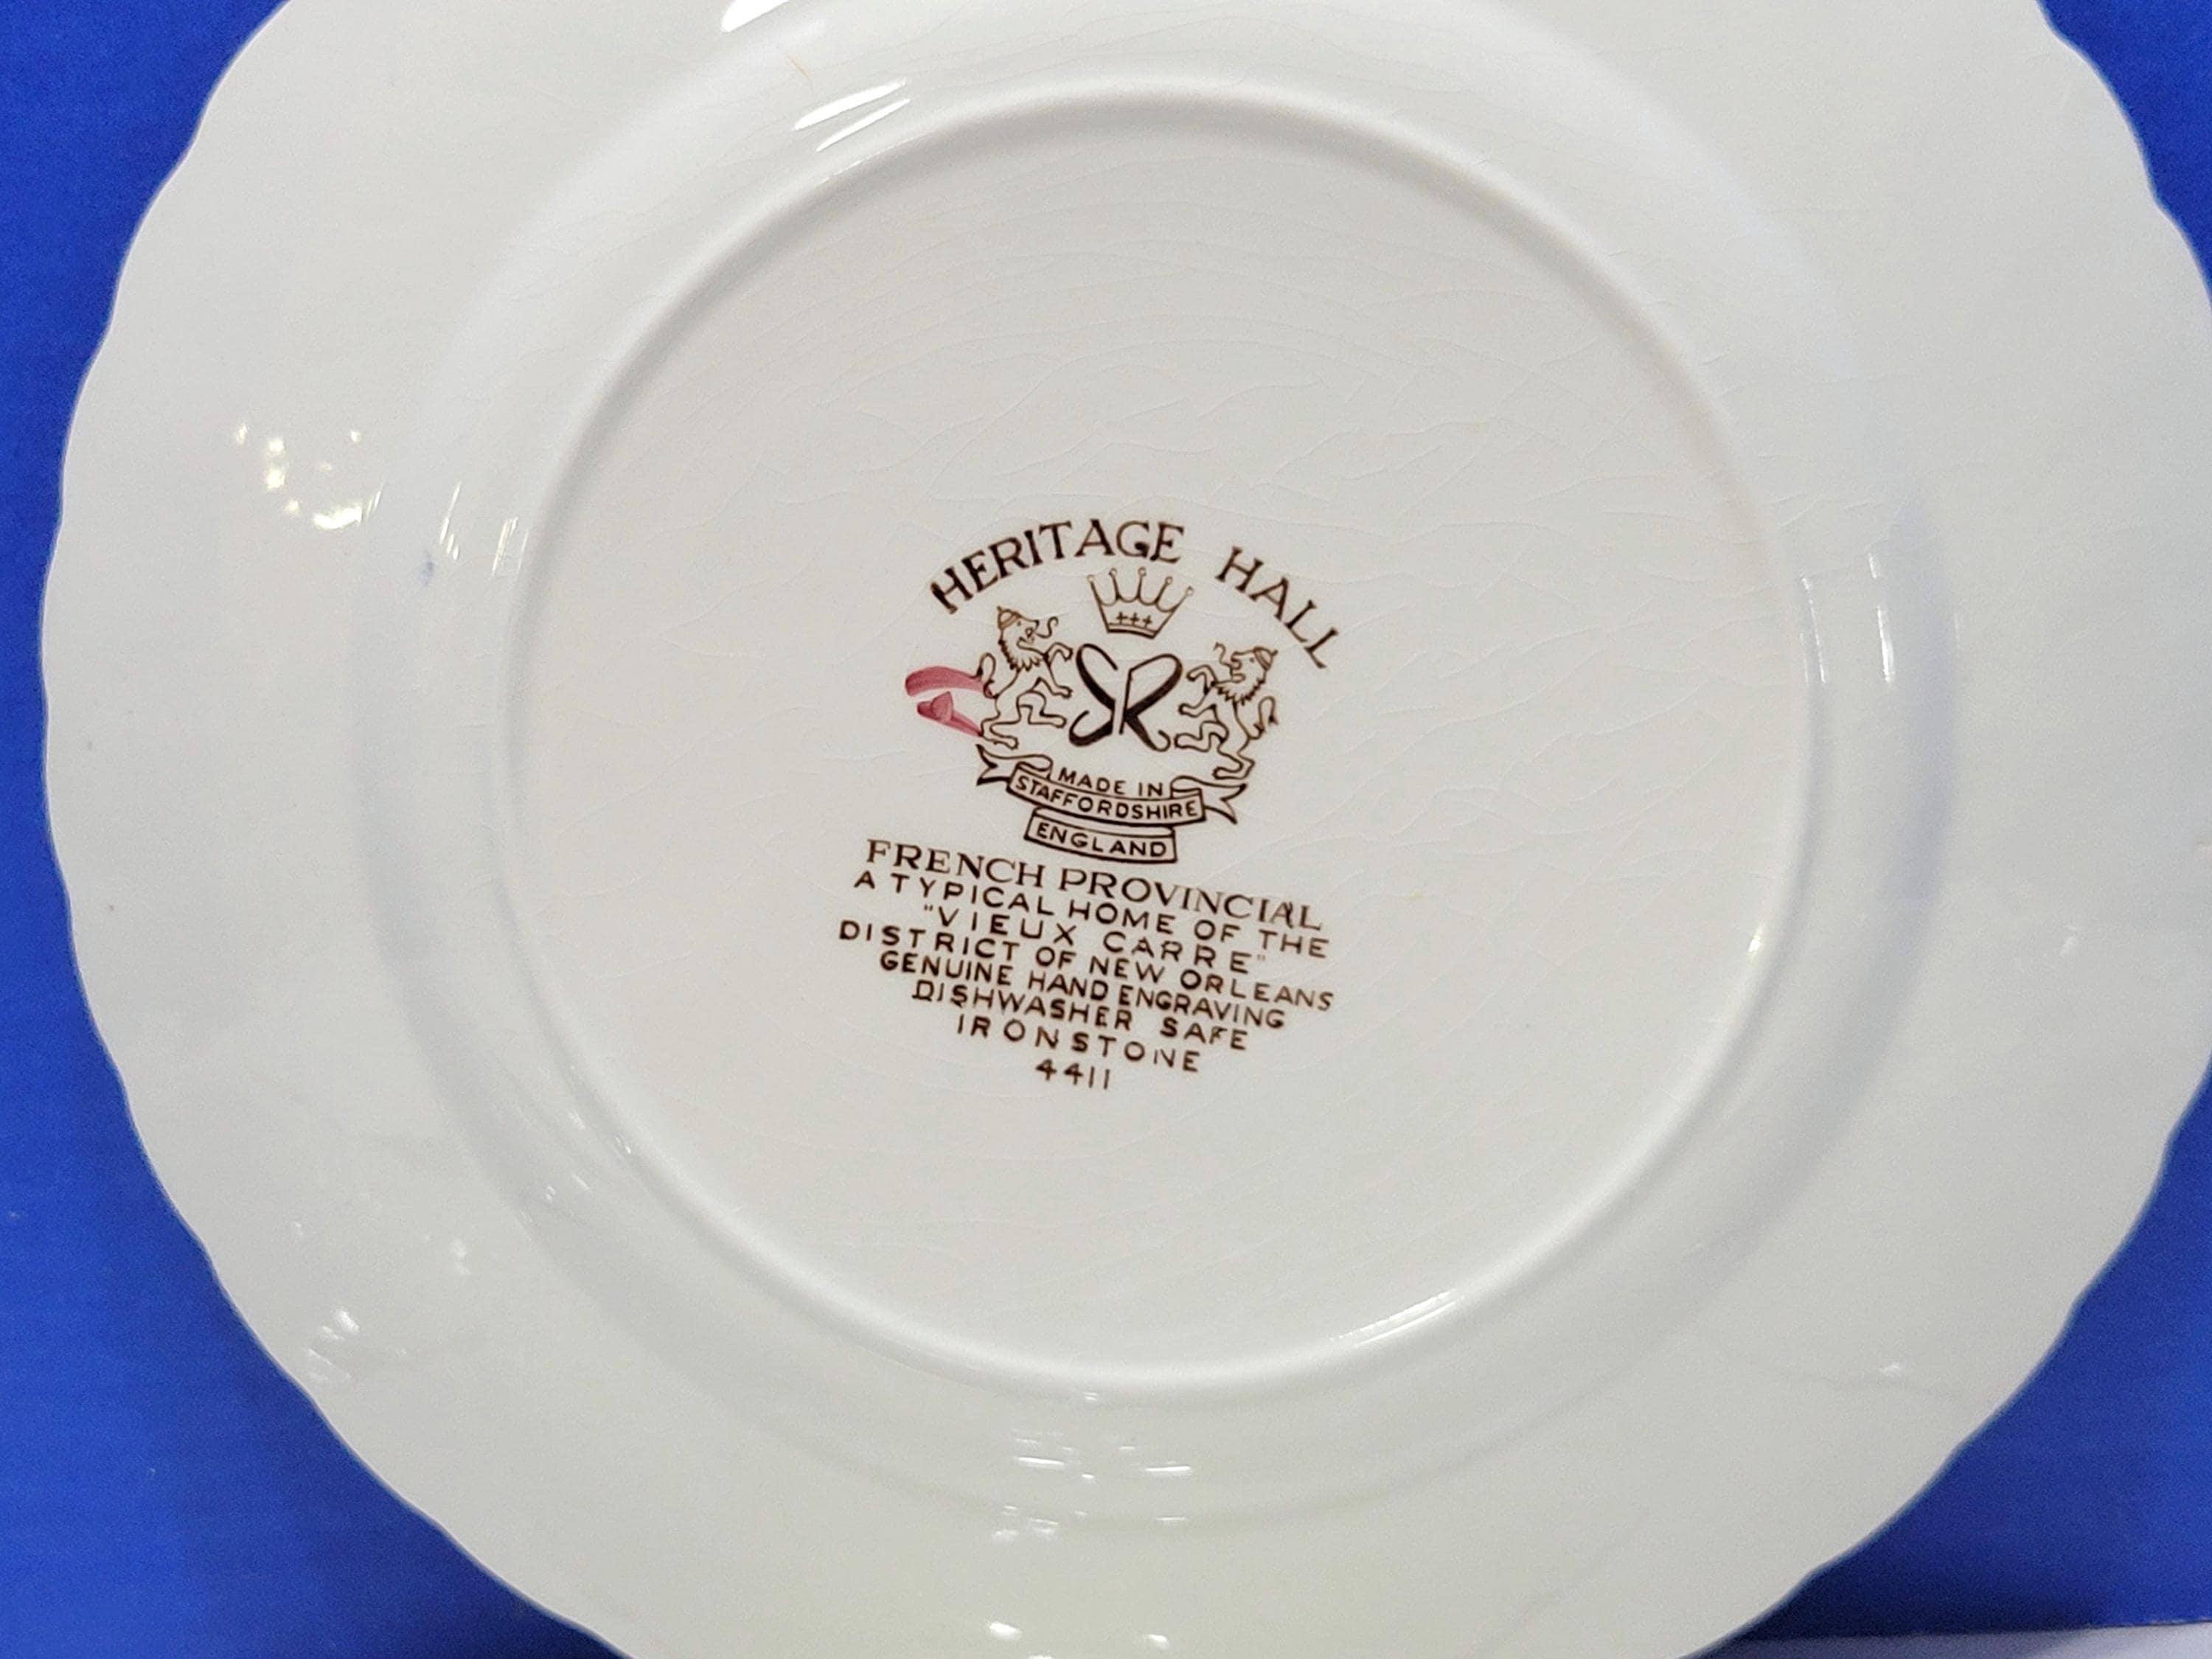 HERITAGE HALL
SR
MADE IN
STAFFORDSHIRE
ENGLAND
FRENCH PROVINCIAL
A TYPICAL HOME OF THE
"VIEUX CARRE"
DISTRICT OF NEW ORLEANS
GENUINE HAND ENGRAVING
DISHWASHER SAFE
IRONSTONE
4411